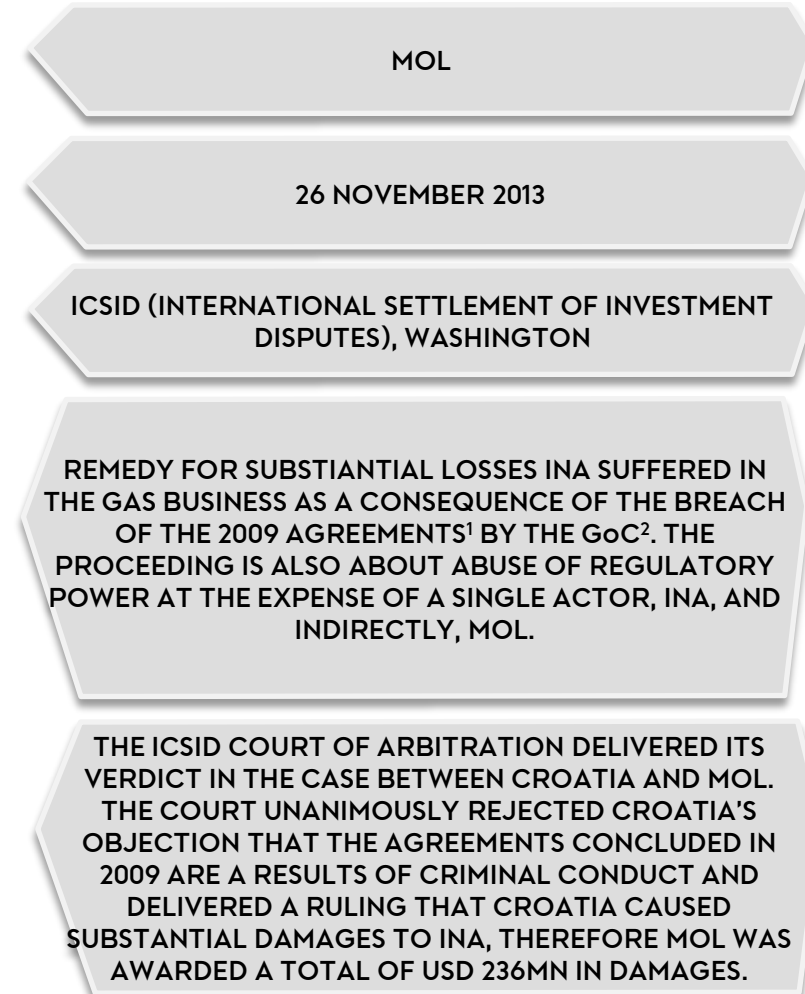 MOL
26 NOVEMBER 2013
ICSID (INTERNATIONAL SETTLEMENT OF INVESTMENT
DISPUTES), WASHINGTON
REMEDY FOR SUBSTIANTIAL LOSSES INA SUFFERED IN
THE GAS BUSINESS AS A CONSEQUENCE OF THE BREACH
OF THE 2009 AGREEMENTS¹ BY THE GoC². THE
PROCEEDING IS ALSO ABOUT ABUSE OF REGULATORY
POWER AT THE EXPENSE OF A SINGLE ACTOR, INA, AND
INDIRECTLY, MOL.
THE ICSID COURT OF ARBITRATION DELIVERED ITS
VERDICT IN THE CASE BETWEEN CROATIA AND MOL.
THE COURT UNANIMOUSLY REJECTED CROATIA'S
OBJECTION THAT THE AGREEMENTS CONCLUDED IN
2009 ARE A RESULTS OF CRIMINAL CONDUCT AND
DELIVERED A RULING THAT CROATIA CAUSED
SUBSTANTIAL DAMAGES TO INA, THEREFORE MOL WAS
AWARDED A TOTAL OF USD 236MN IN DAMAGES.